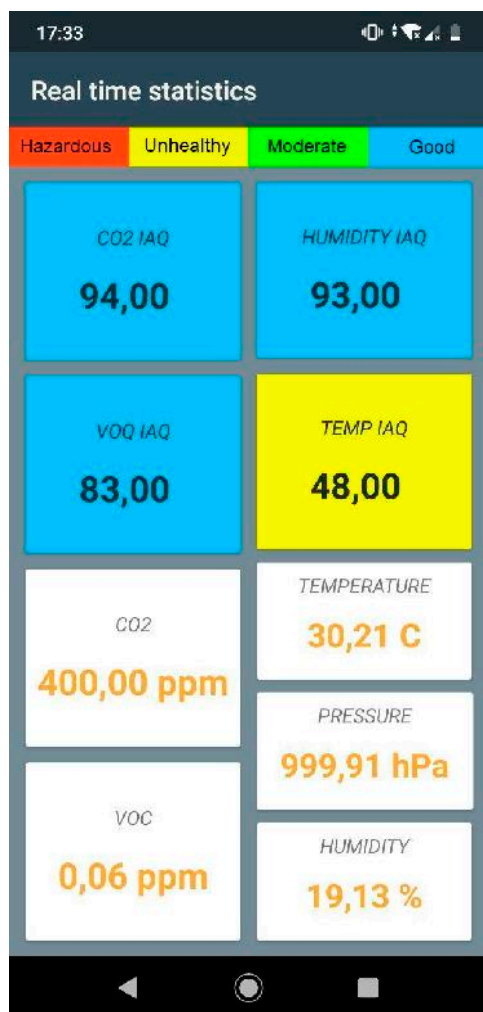 17:33
Real time statistics
Hazardous Unhealthy Moderate Good
CO2 IAQ
94,00
HUMIDITY IAQ
93,00
VOQ IAQ
83,00
TEMP IAQ
48,00
CO2
400,00 ppm
VOC
0,06 ppm
TEMPERATURE
30,21 C
PRESSURE
999,91 hPa
HUMIDITY
19,13 %